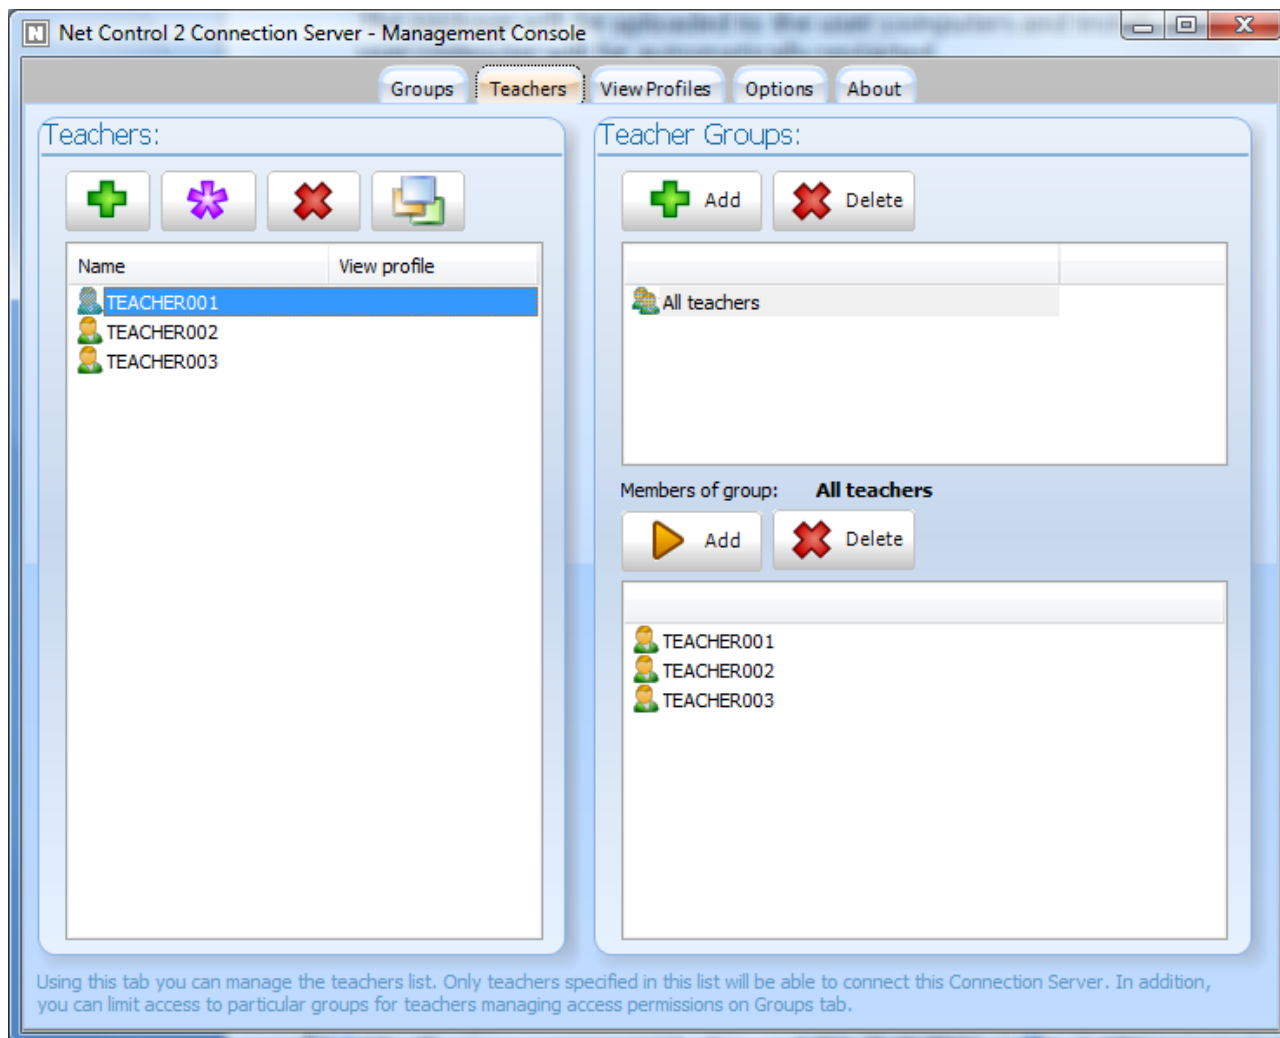 Net Control 2 Connection Server - Management Console
Groups Teachers View Profiles Options About
Teachers:
Name View profile
TEACHER001
TEACHER002
TEACHER003
Teacher Groups:
Add Delete
All teachers
Members of group: All teachers
Add Delete
TEACHER001
TEACHER002
TEACHER003
Using this tab you can manage the teachers list. Only teachers specified in this list will be able to connect this Connection Server. In addition,
you can limit access to particular groups for teachers managing access permissions on Groups tab.